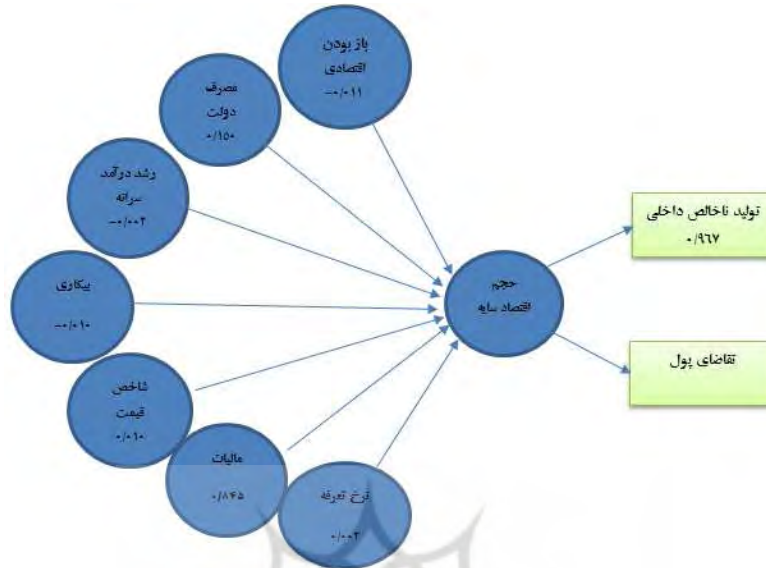 باز بودن
اقتصادی
-۰/۰۱۱
مصرف
دولت
۰/۱۵۰
رشد درآمد
سرانه
-۰/۰۰۲
بیکاری
-۰/۰۱۰
شاخص
قیمت
۰/۰۱۰
مالیات
۰/۸۴۵
نرخ تعرفه
۰/۰۰۲
حجم
اقتصاد سایه
تولید ناخالص داخلی
۰/۹۶۷
تقاضای پول